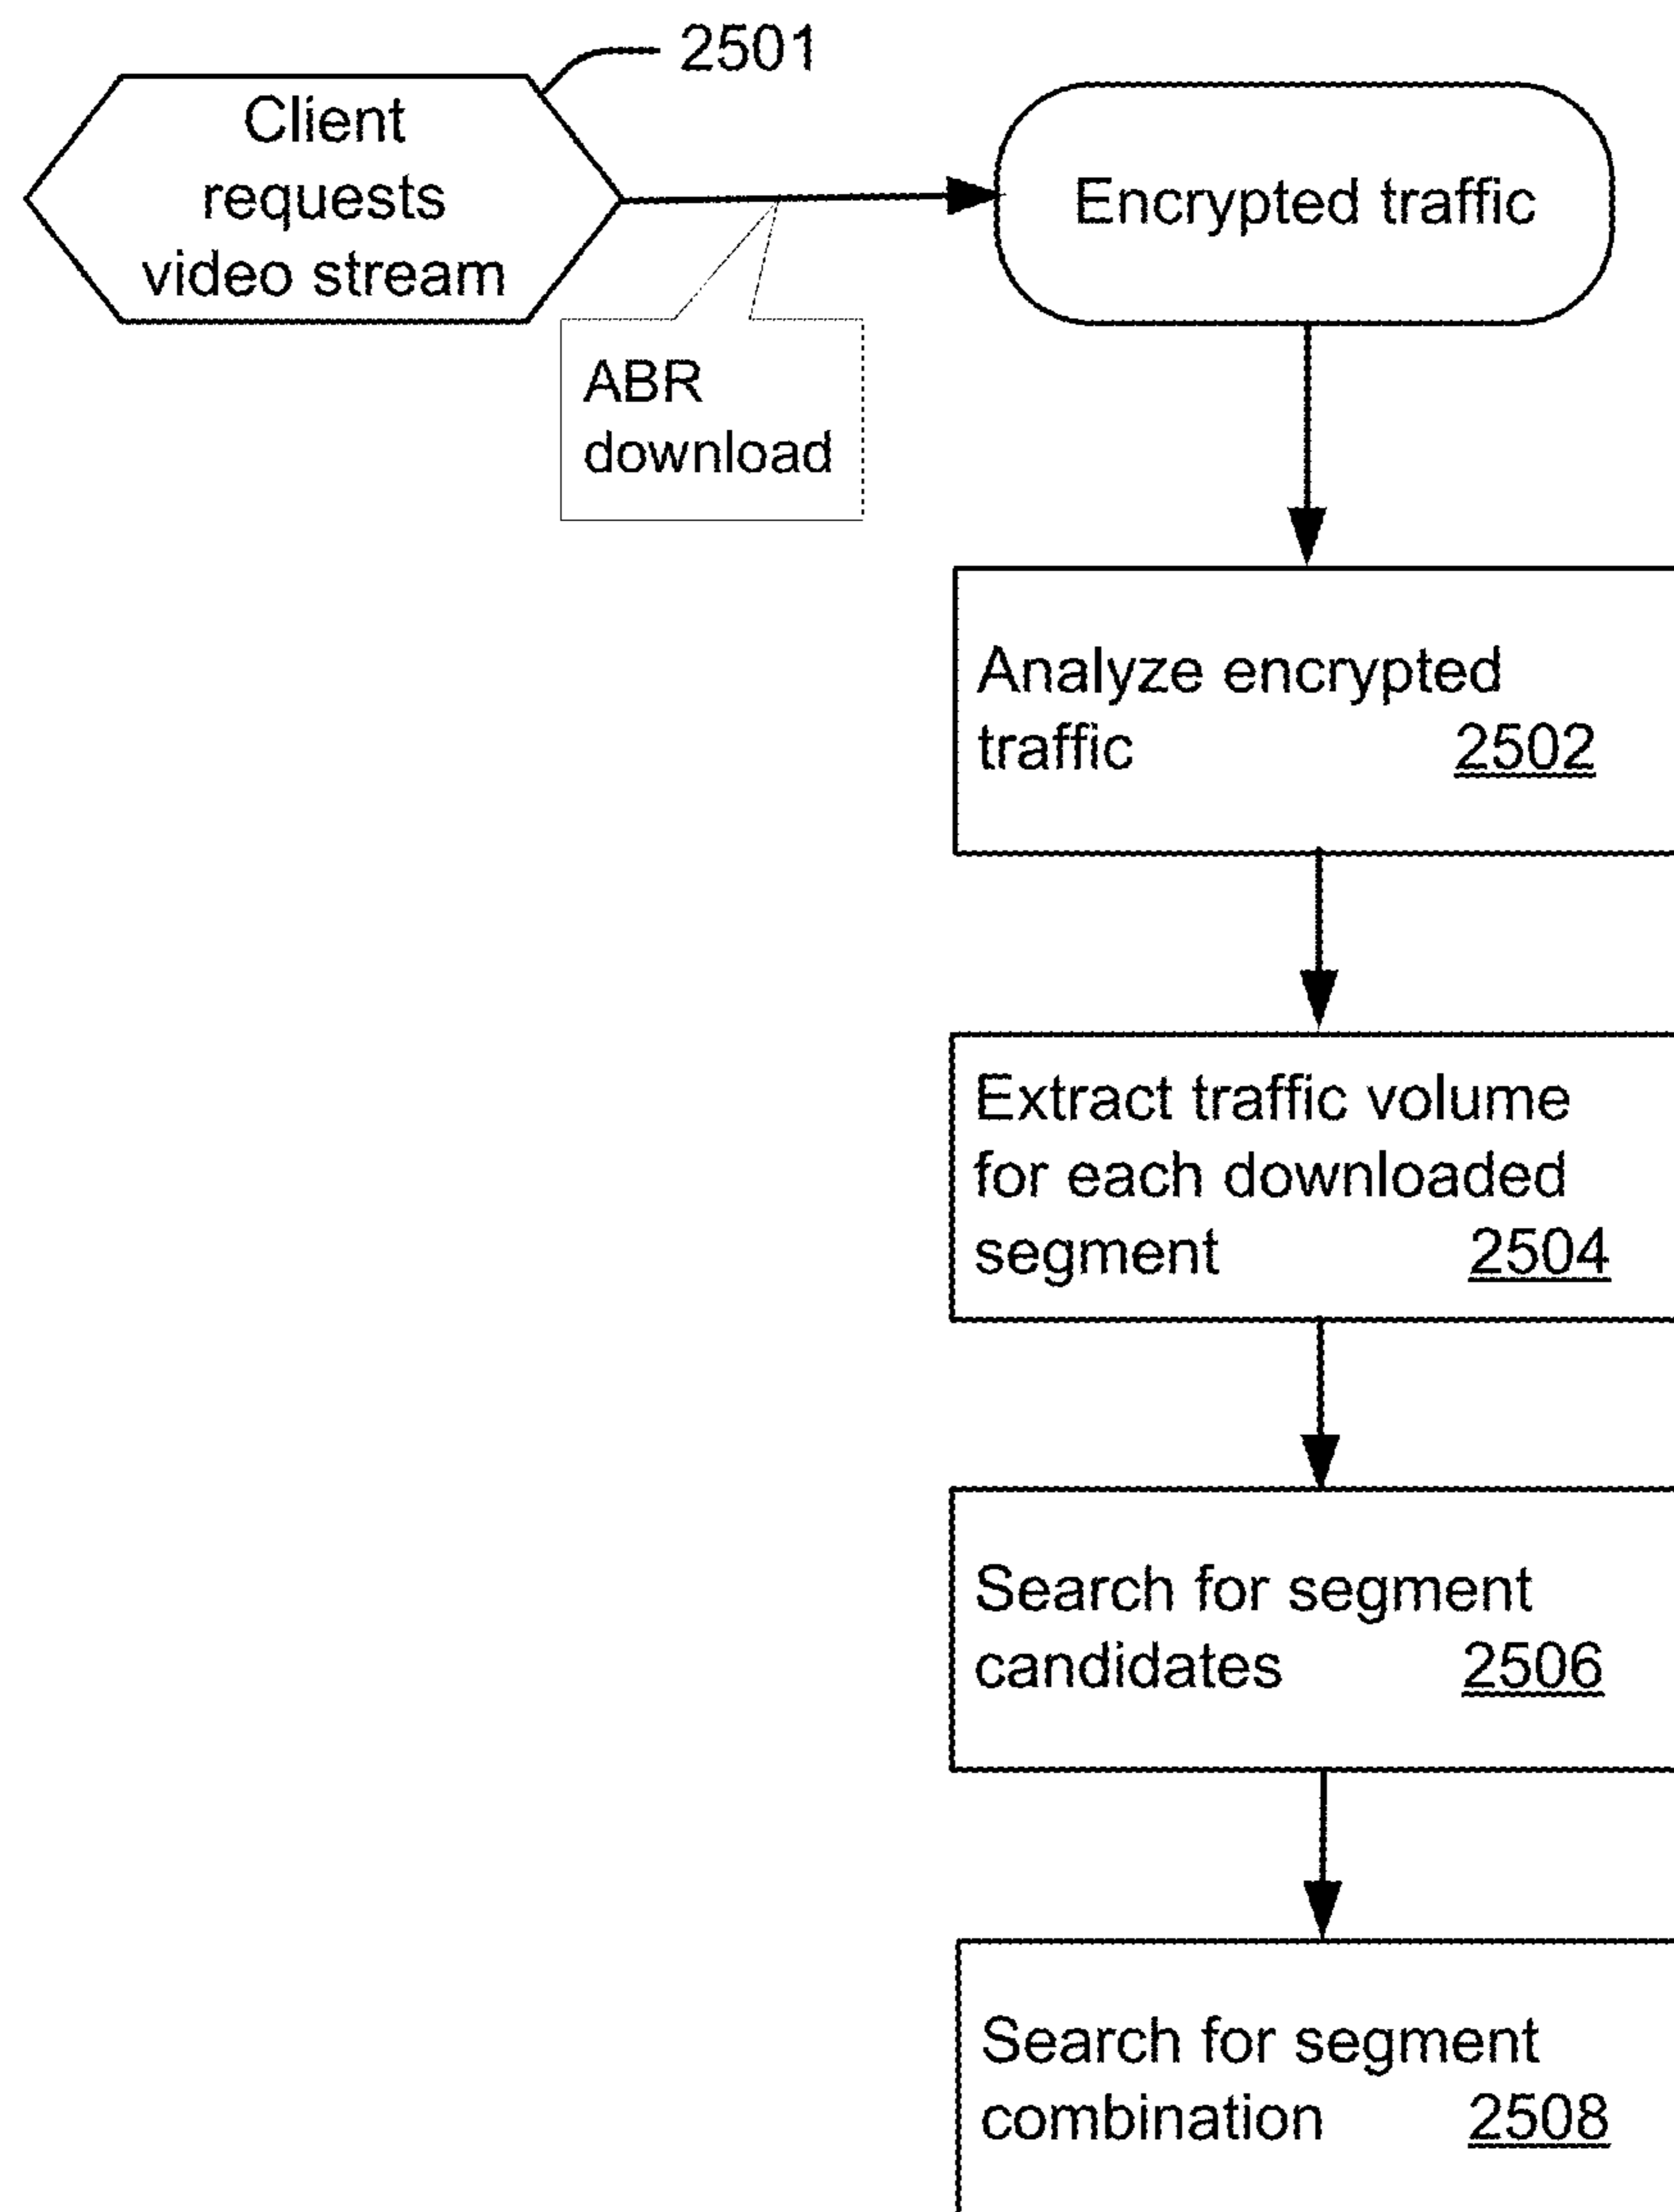 2501
Client
requests
video stream
Encrypted traffic
ABR
download
Analyze encrypted
traffic 2502
Extract traffic volume
for each downloaded
segment 2504
Search for segment
candidates 2506
Search for segment
combination 2508